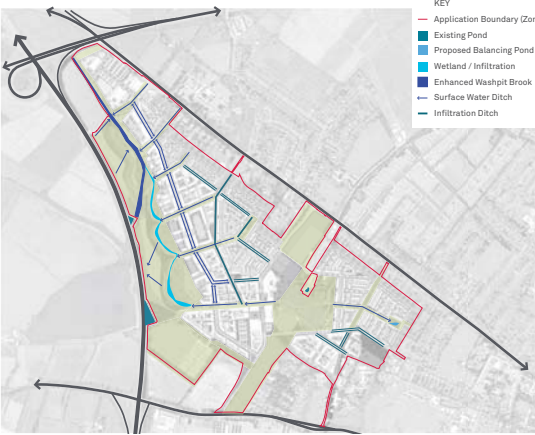 KEY
Application Boundary (Zon
Existing Pond
Proposed Balancing Pond
Wetland / Infiltration
Enhanced Washpit Brook
Surface Water Ditch
Infiltration Ditch